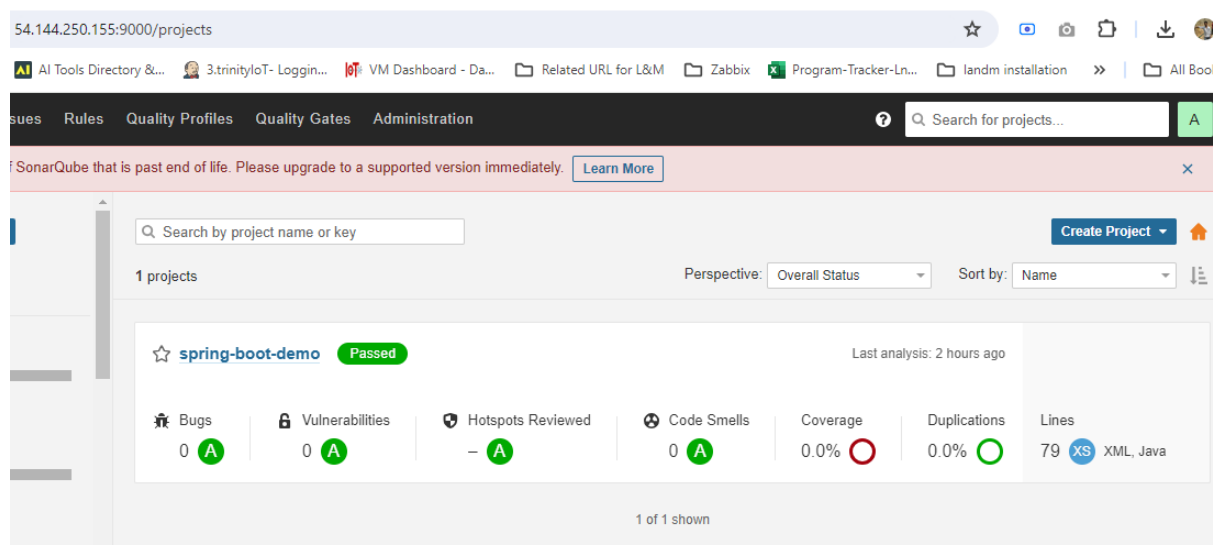 54.144.250.155:9000/projects
AI Tools Directory &... 3.trinityIoT- Loggin... VM Dashboard - Da... Related URL for L&M Zabbix Program-Tracker-Ln... landm installation » All Boo
sues Rules Quality Profiles Quality Gates Administration ? Search for projects... A
f SonarQube that is past end of life. Please upgrade to a supported version immediately. Learn More
Search by project name or key Create Project
1 projects Perspective: Overall Status Sort by: Name
spring-boot-demo Passed Last analysis: 2 hours ago
Bugs Vulnerabilities Hotspots Reviewed Code Smells Coverage Duplications Lines
0 A 0 A – A 0 A 0.0% 0.0% 79 XS XML, Java
1 of 1 shown